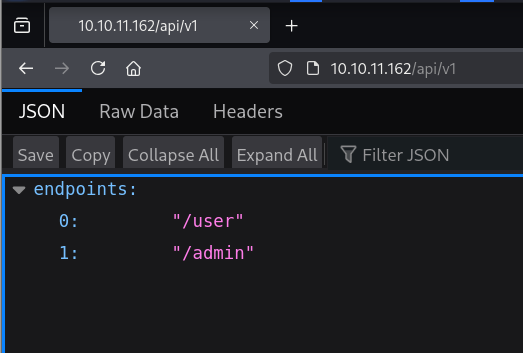 10.10.11.162/api/v1
10.10.11.162/api/v1
JSON Raw Data Headers
Save Copy Collapse All Expand All Filter JSON
endpoints:
0: "/user"
1: "/admin"